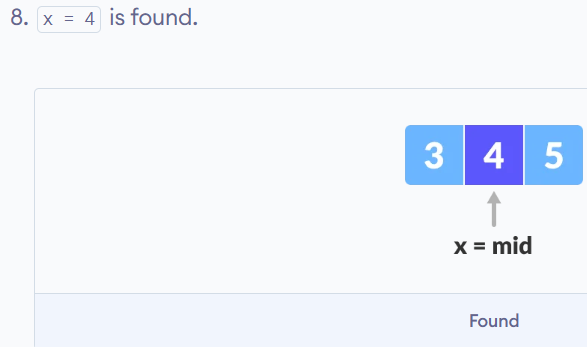 8. x = 4 is found.
3 4 5
x = mid
Found